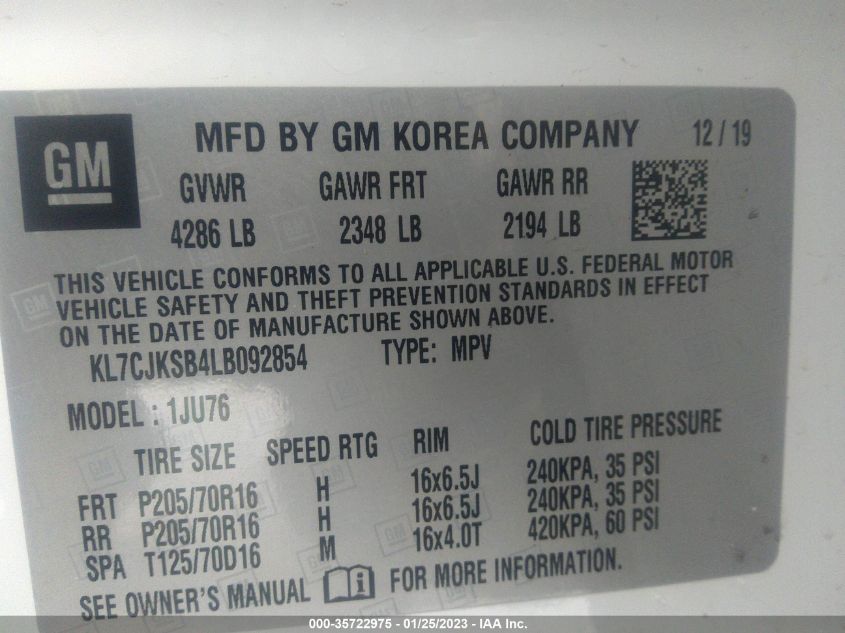 GM
MFD BY GM KOREA COMPANY 12/19
GVWR GAWR FRT GAWR RR
4286 LB 2348 LB 2194 LB
THIS VEHICLE CONFORMS TO ALL APPLICABLE U.S. FEDERAL MOTOR
VEHICLE SAFETY AND THEFT PREVENTION STANDARDS IN EFFECT
ON THE DATE OF MANUFACTURE SHOWN ABOVE.
KL7CJKSB4LB092854 TYPE: MPV
MODEL : 1JU76
TIRE SIZE SPEED RTG RIM COLD TIRE PRESSURE
FRT P205/70R16 H 16x6.5J 240KPA, 35 PSI
RR P205/70R16 H 16x6.5J 240KPA, 35 PSI
SPA T125/70D16 M 16x4.0T 420KPA, 60 PSI
SEE OWNER'S MANUAL i FOR MORE INFORMATION.
000-35722975 - 01/25/2023 - IAA Inc.